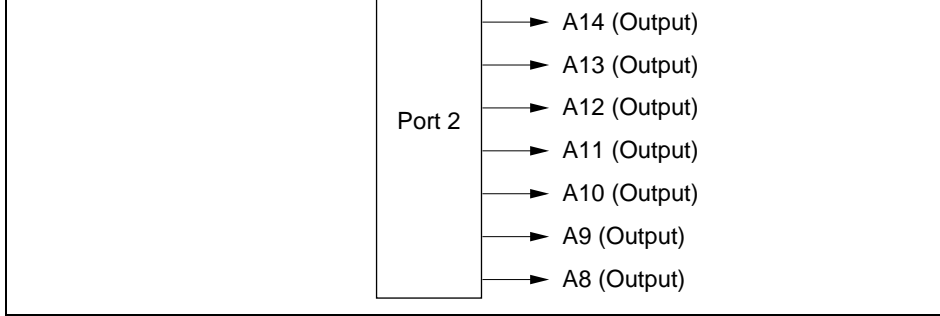 A14 (Output)
A13 (Output)
A12 (Output)
Port 2
A11 (Output)
A10 (Output)
A9 (Output)
A8 (Output)